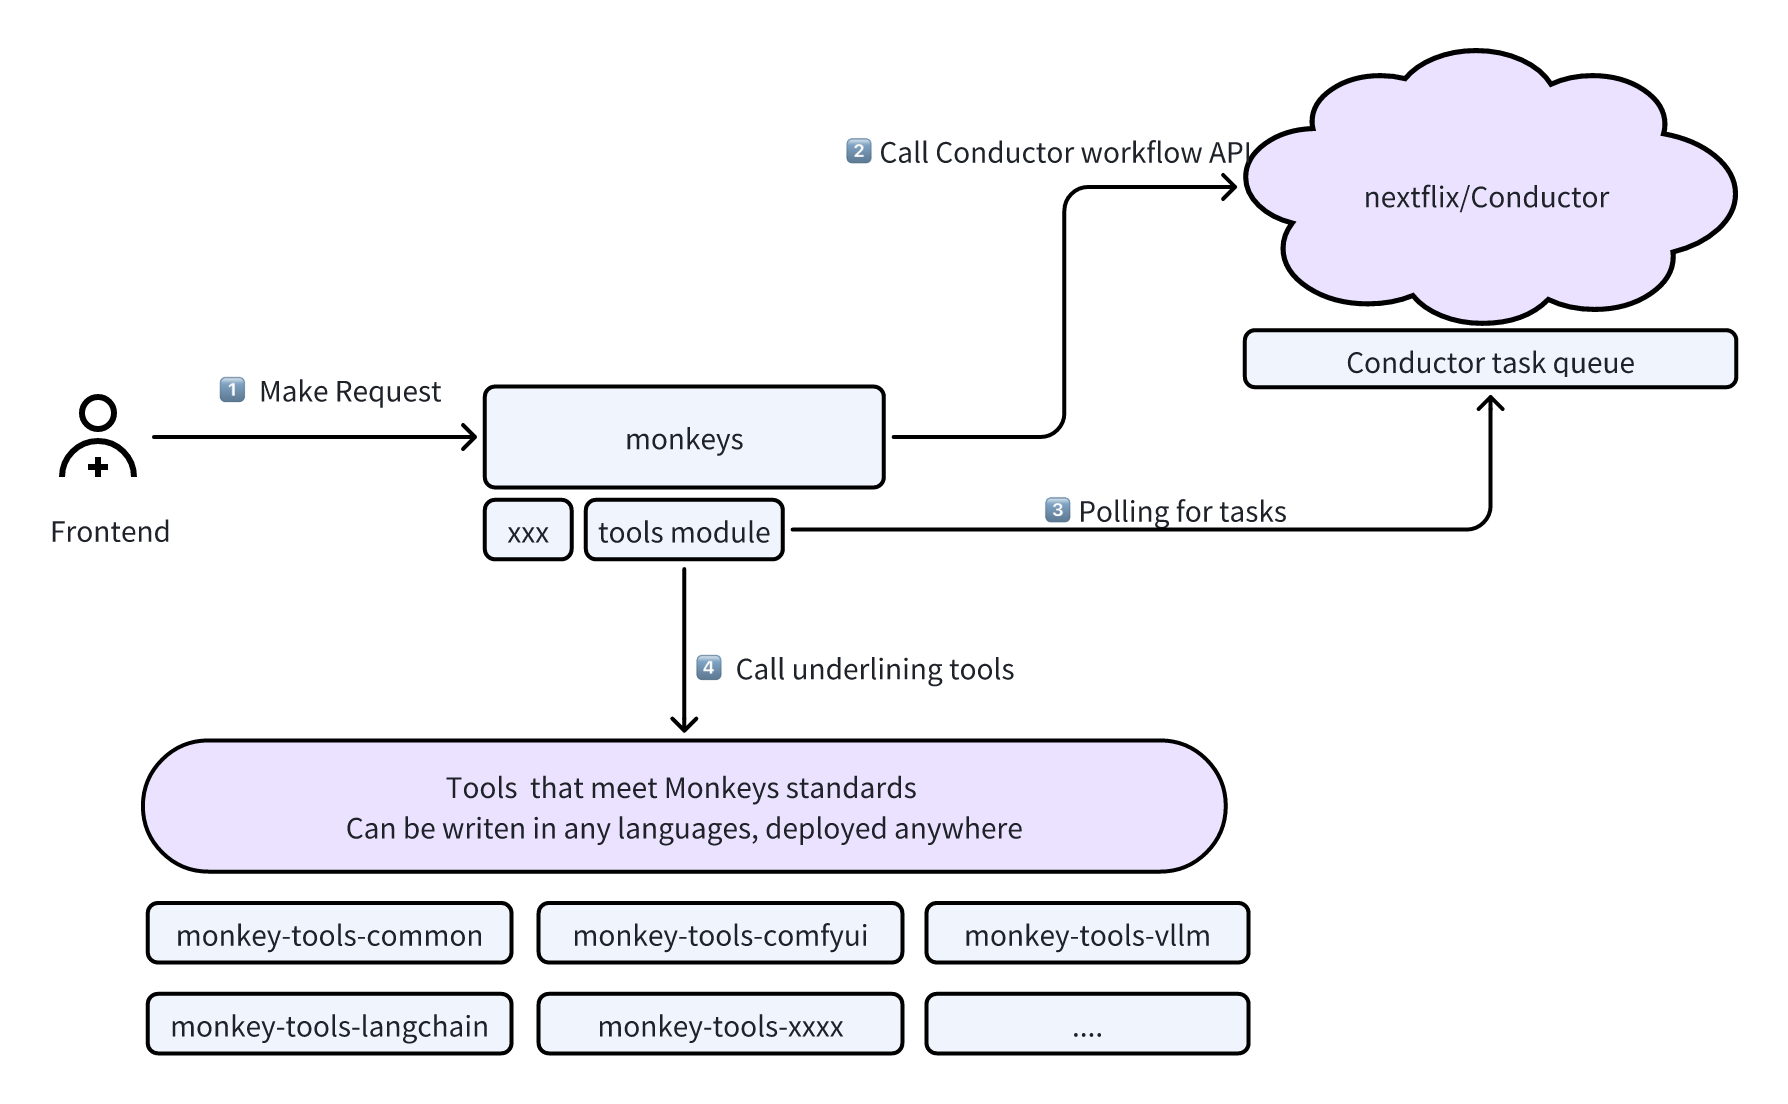 2 Call Conductor workflow API
nextflix/Conductor
Conductor task queue
1 Make Request
monkeys
Frontend
xxx
tools module
3 Polling for tasks
4 Call underlining tools
Tools  that meet Monkeys standards
Can be writen in any languages, deployed anywhere
monkey-tools-common
monkey-tools-comfyui
monkey-tools-vllm
monkey-tools-langchain
monkey-tools-xxxx
....